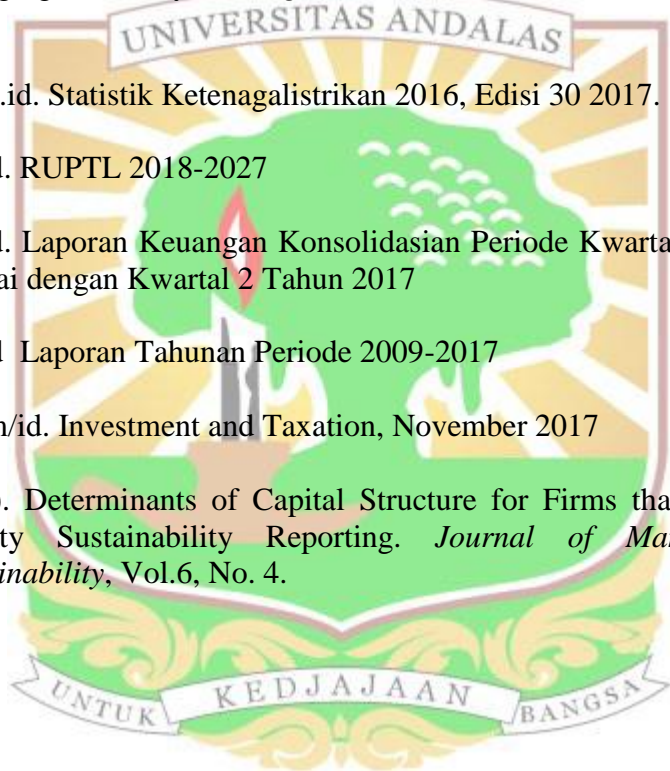 UNIVERSITAS ANDALAS
.id. Statistik Ketenagalistrikan 2016, Edisi 30 2017.
d. RUPTL 2018-2027
d. Laporan Keuangan Konsolidasian Periode Kwarta
ai dengan Kwartal 2 Tahun 2017
d Laporan Tahunan Periode 2009-2017
n/id. Investment and Taxation, November 2017
). Determinants of Capital Structure for Firms tha
ty Sustainability Reporting. Journal of Ma
inability, Vol.6, No. 4.
UNTUK KEDJAJAAN BANGSA